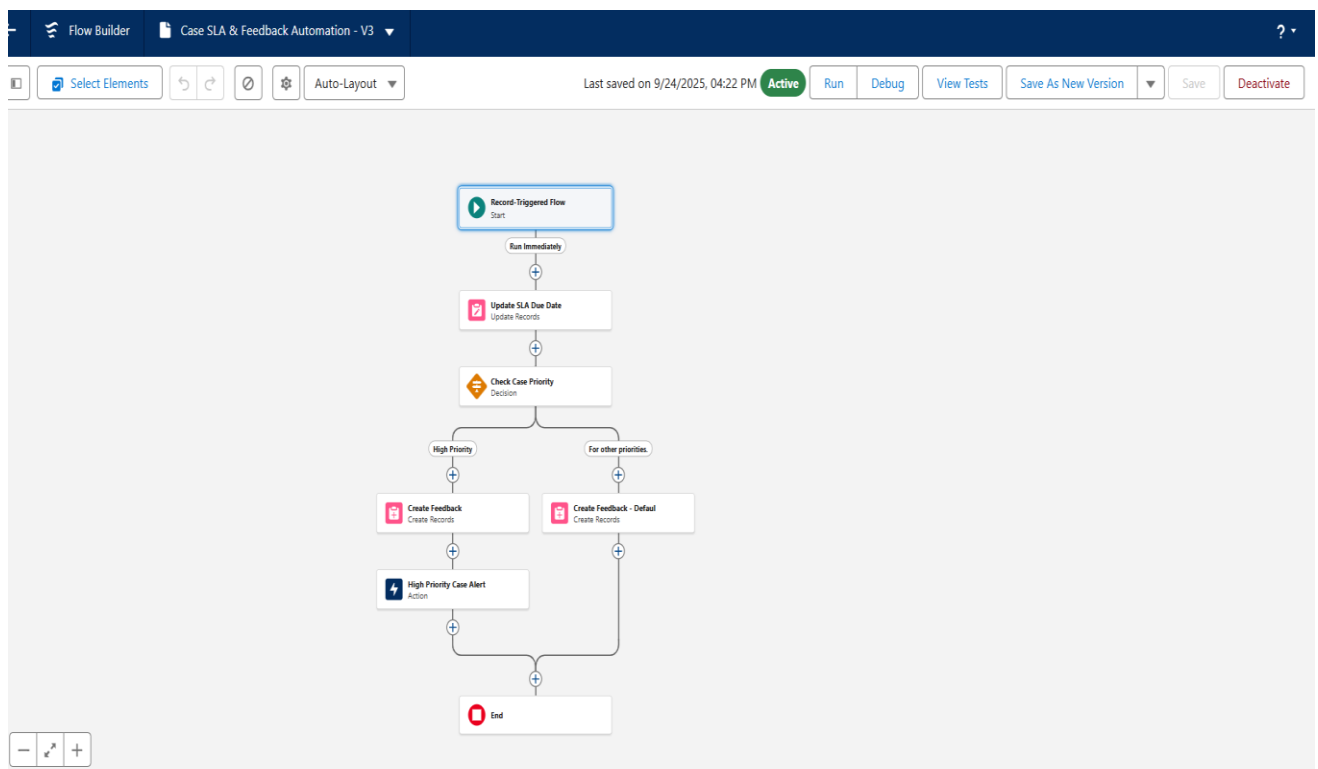 Flow Builder
Case SLA & Feedback Automation - V3
?
Select Elements
Auto-Layout
Last saved on 9/24/2025, 04:22 PM
Active
Run
Debug
View Tests
Save As New Version
Save
Deactivate
Record-Triggered Flow
Start
Run Immediately
Update SLA Due Date
Update Records
Check Case Priority
Decision
High Priority
For other priorities.
Create Feedback
Create Records
Create Feedback - Defaul
Create Records
High Priority Case Alert
Action
End